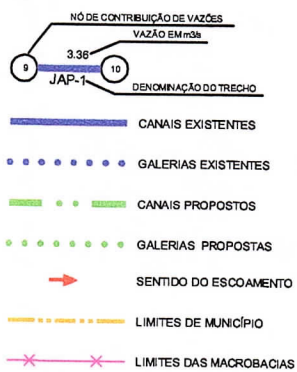 NÓ DE CONTRIBUIÇÃO DE VAZÕES
VAZÃO EM m3/s
3.36
9
10
JAP-1
DENOMINAÇÃO DO TRECHO
CANAIS EXISTENTES
GALERIAS EXISTENTES
CANAIS PROPOSTOS
GALERIAS PROPOSTAS
SENTIDO DO ESCOAMENTO
LIMITES DE MUNICÍPIO
LIMITES DAS MACROBACIAS